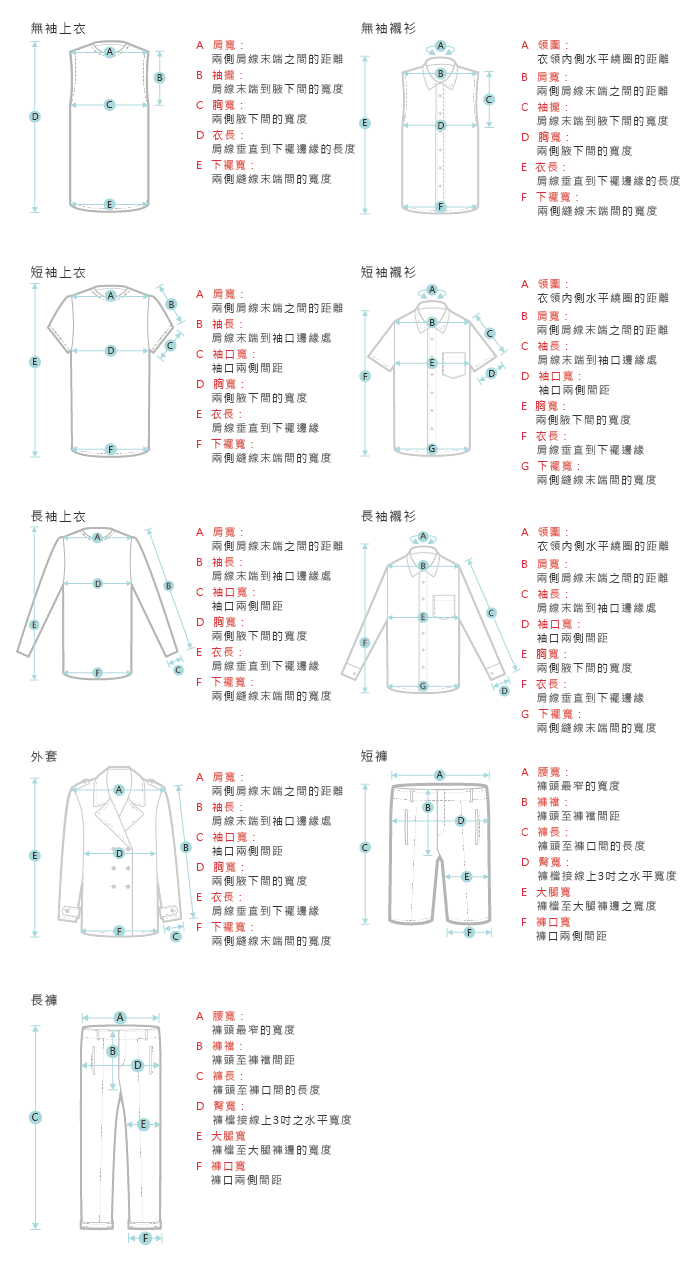 無袖上衣
A 肩寬：
兩側肩線末端之間的距離
B 袖攏：
肩線末端到腋下間的寬度
C 胸寬：
兩側腋下間的寬度
D 衣長：
肩線垂直到下襬邊緣的長度
E 下襬寬：
兩側縫線末端間的寬度
A
B
C
D
E
無袖襯衫
A 領圍：
衣領內側水平繞圈的距離
B 肩寬：
兩側肩線末端之間的距離
C 袖攏：
肩線末端到腋下間的寬度
D 胸寬：
兩側腋下間的寬度
E 衣長：
肩線垂直到下襬邊緣的長度
F 下襬寬：
兩側縫線末端間的寬度
A
B
C
E
D
F
短袖上衣
A 肩寬：
兩側肩線末端之間的距離
B 袖長：
肩線末端到袖口邊緣處
C 袖口寬：
袖口兩側間距
D 胸寬：
兩側腋下間的寬度
E 衣長：
肩線垂直到下襬邊緣
F 下襬寬：
兩側縫線末端間的寬度
A
B
C
D
E
F
短袖襯衫
A 領圍：
衣領內側水平繞圈的距離
B 肩寬：
兩側肩線末端之間的距離
C 袖長：
肩線末端到袖口邊緣處
D 袖口寬：
袖口兩側間距
E 胸寬：
兩側腋下間的寬度
F 衣長：
肩線垂直到下襬邊緣
G 下襬寬：
兩側縫線末端間的寬度
A
B
C
E
D
F
G
長袖上衣
A 肩寬：
兩側肩線末端之間的距離
B 袖長：
肩線末端到袖口邊緣處
C 袖口寬：
袖口兩側間距
D 胸寬：
兩側腋下間的寬度
E 衣長：
肩線垂直到下襬邊緣
F 下襬寬：
兩側縫線末端間的寬度
A
D
B
E
F
C
長袖襯衫
A 領圍：
衣領內側水平繞圈的距離
B 肩寬：
兩側肩線末端之間的距離
C 袖長：
肩線末端到袖口邊緣處
D 袖口寬：
袖口兩側間距
E 胸寬：
兩側腋下間的寬度
F 衣長：
肩線垂直到下襬邊緣
G 下襬寬：
兩側縫線末端間的寬度
A
B
C
E
F
G
D
外套
A 肩寬：
兩側肩線末端之間的距離
B 袖長：
肩線末端到袖口邊緣處
C 袖口寬：
袖口兩側間距
D 胸寬：
兩側腋下間的寬度
E 衣長：
肩線垂直到下襬邊緣
F 下襬寬：
兩側縫線末端間的寬度
A
B
D
E
F
C
短褲
A 腰寬：
褲頭最窄的寬度
B 褲襠：
褲頭至褲襠間距
C 褲長：
褲頭至褲口間的長度
D 臀寬：
褲檔接線上3吋之水平寬度
E 大腿寬
褲檔至大腿褲邊之寬度
F 褲口寬
褲口兩側間距
A
B
D
C
E
F
長褲
A 腰寬：
褲頭最窄的寬度
B 褲襠：
褲頭至褲襠間距
C 褲長：
褲頭至褲口間的長度
D 臀寬：
褲檔接線上3吋之水平寬度
E 大腿寬
褲檔至大腿褲邊的寬度
F 褲口寬
褲口兩側間距
A
B
D
C
E
F